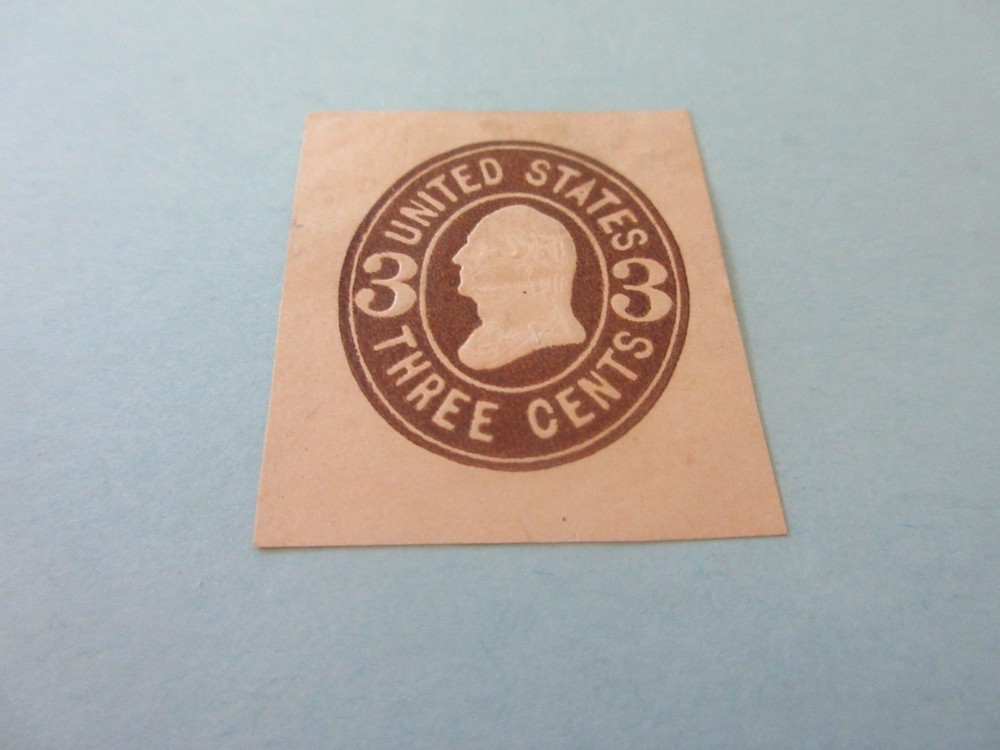 UNITED STATES
3 3
THREE CENTS